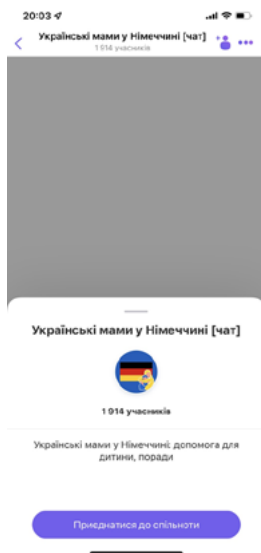 20:03
Українські мами у Німеччині [чат]
1 914 учасників
Українські мами у Німеччині [чат]
1 914 учасників
Українські мами у Німеччині: допомога для
дитини, поради
Приєднатися до спільноти